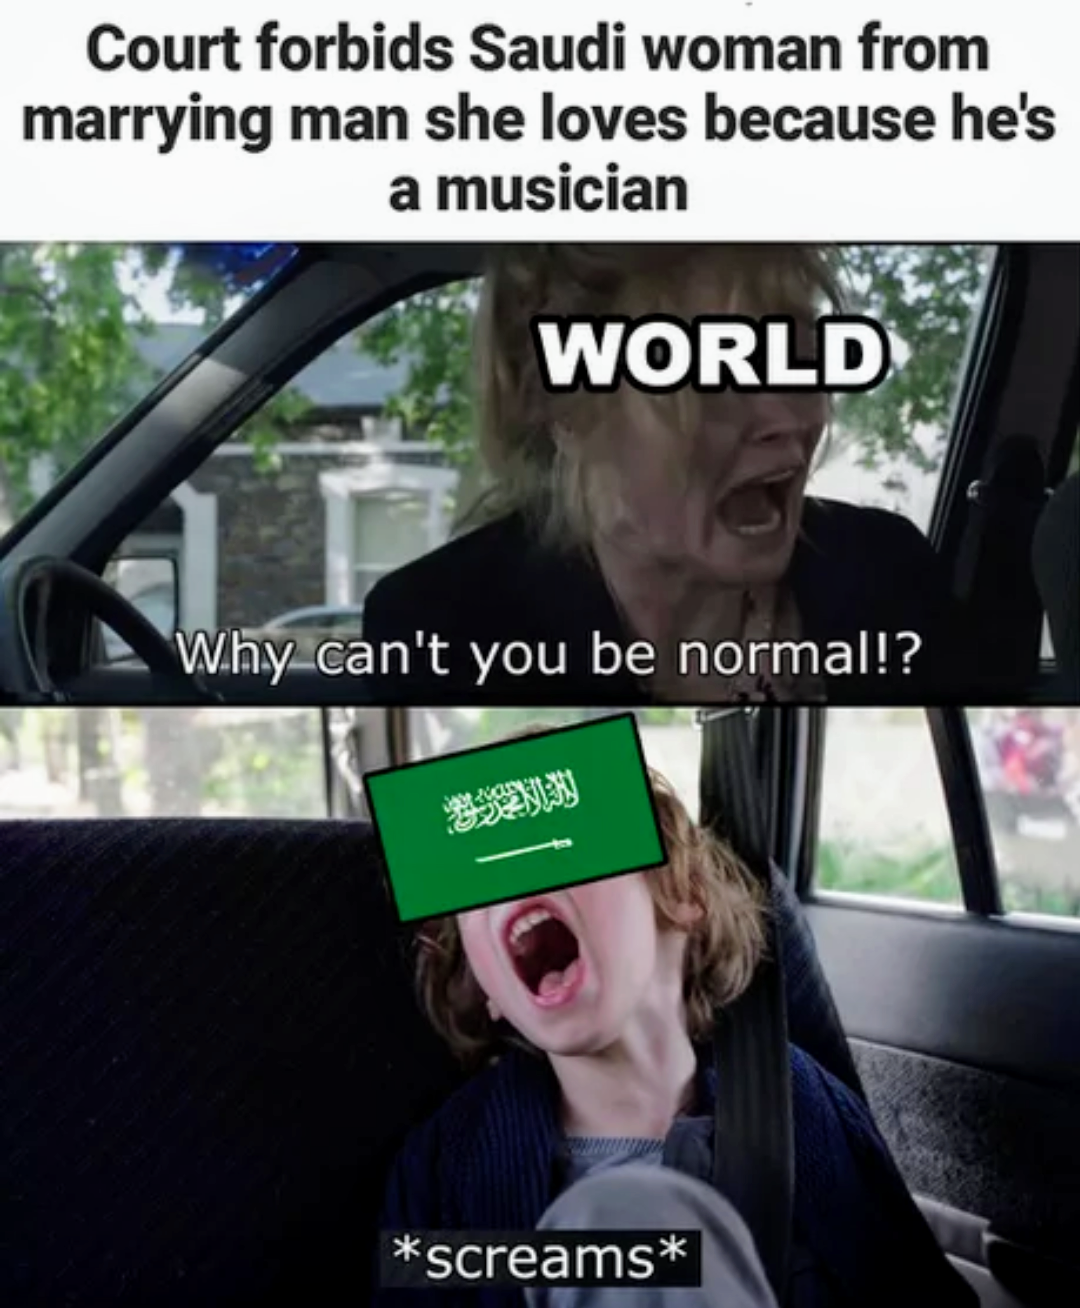 Court forbids Saudi woman from
marrying man she loves because he's
a musician
WORLD
Why can't you be normal!?
*screams*